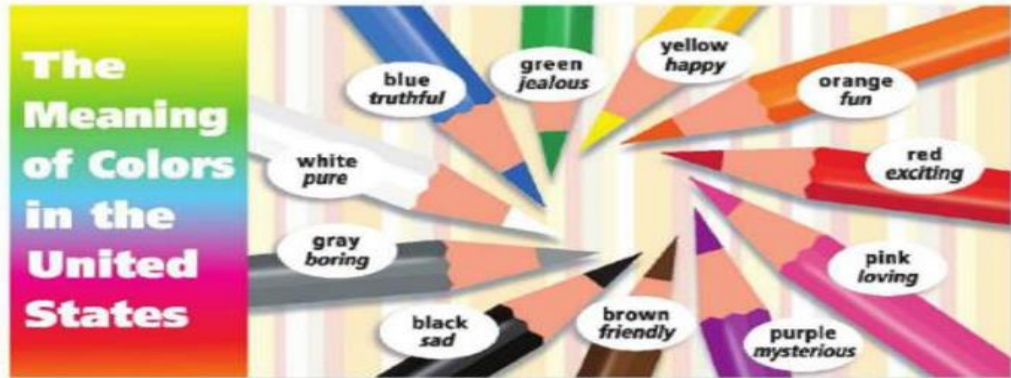 The
Meaning
of Colors
in the
United
States
blue
truthful
green
jealous
yellow
happy
orange
fun
white
pure
red
exciting
gray
boring
pink
loving
black
sad
brown
friendly
purple
mysterious